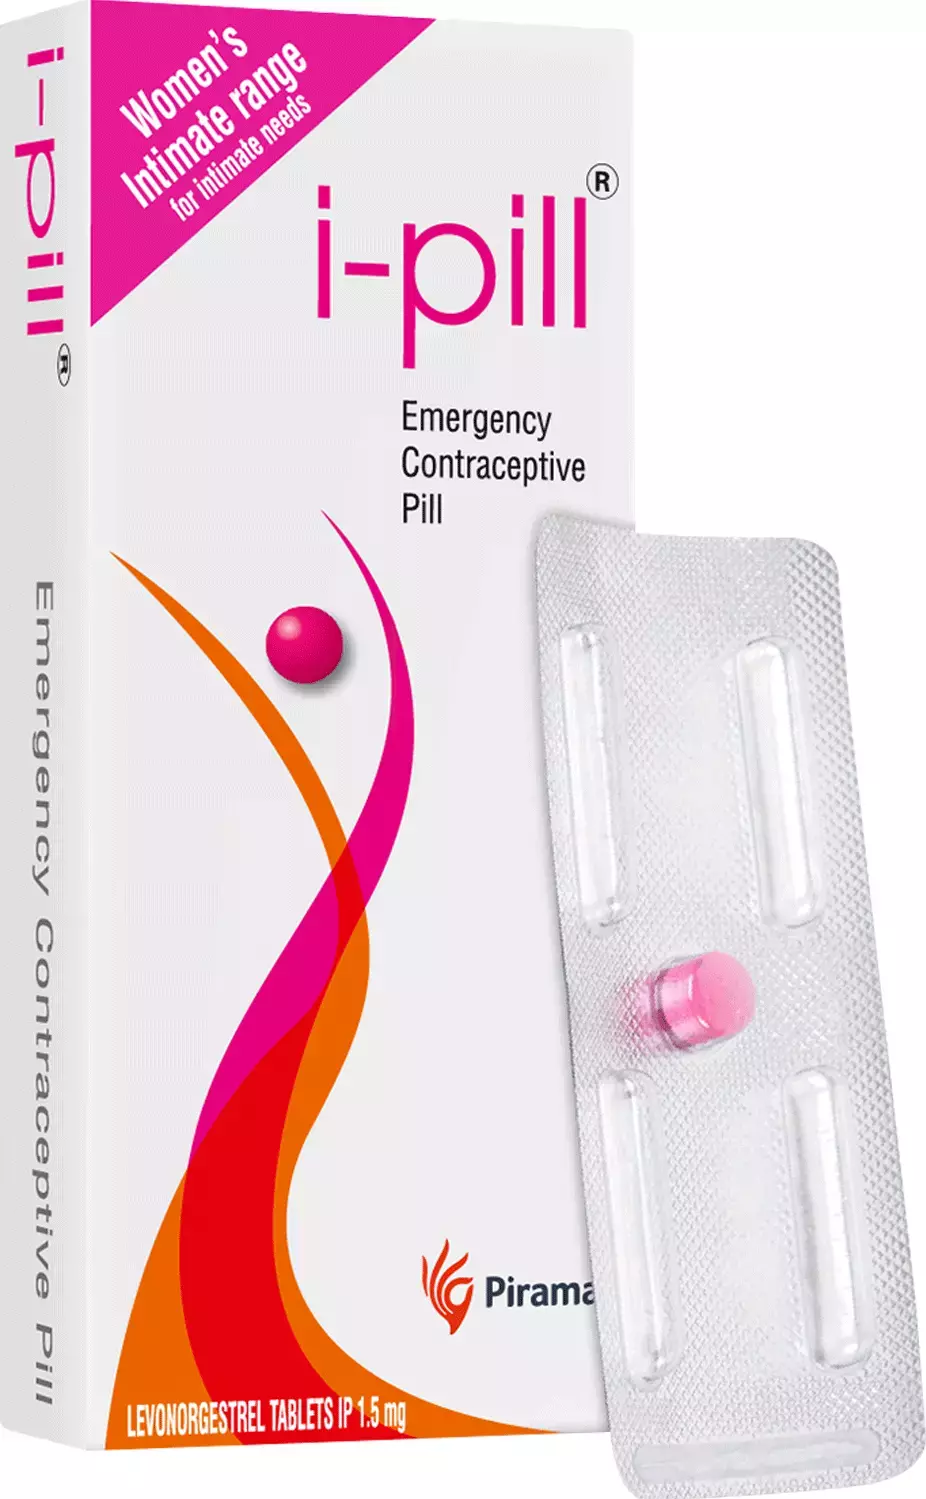 Women's
Intimate range
for intimate needs
i-pill®
Emergency
Contraceptive
Pill
Pirama
LEVONORGESTREL TABLETS IP 1.5 mg
i-pill®
Emergency Contraceptive Pill